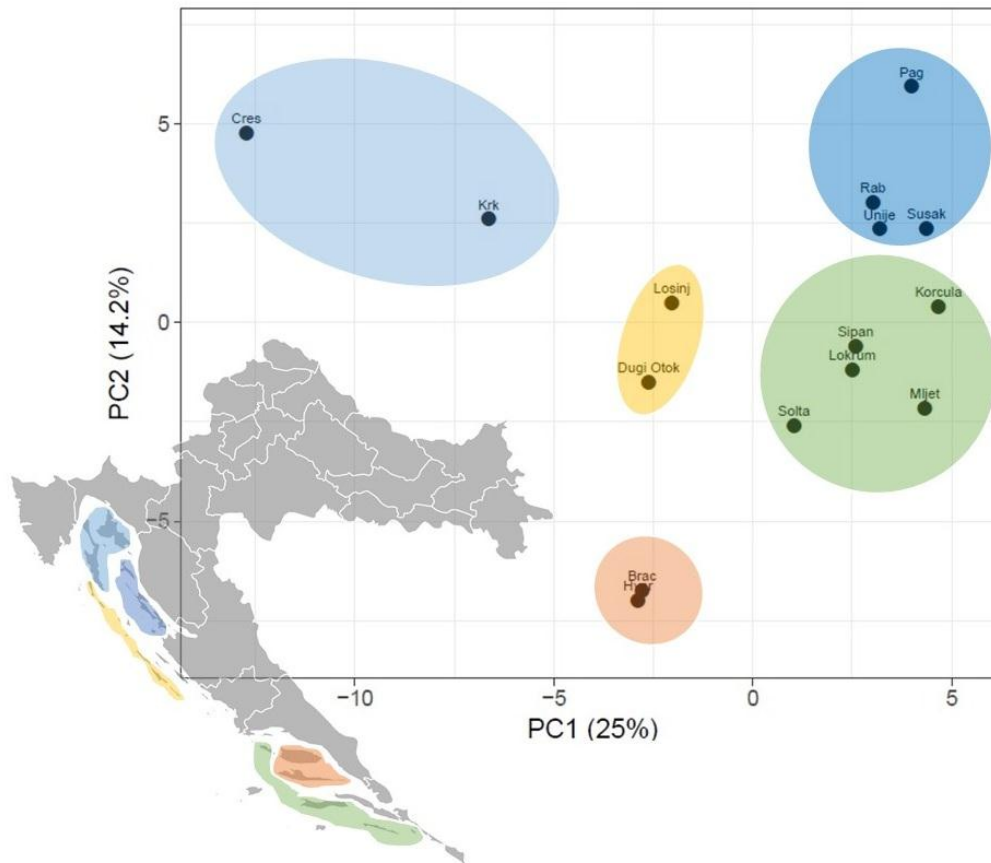 Pag
5
Cres
Rab
Krk
Unije
Susak
Losinj
Korcula
0
Sipan
Dugi Otok
Lokrum
Mljet
Solta
PC2 (14.2%)
−5
Brac
Hvar
−10
−5
0
5
PC1 (25%)